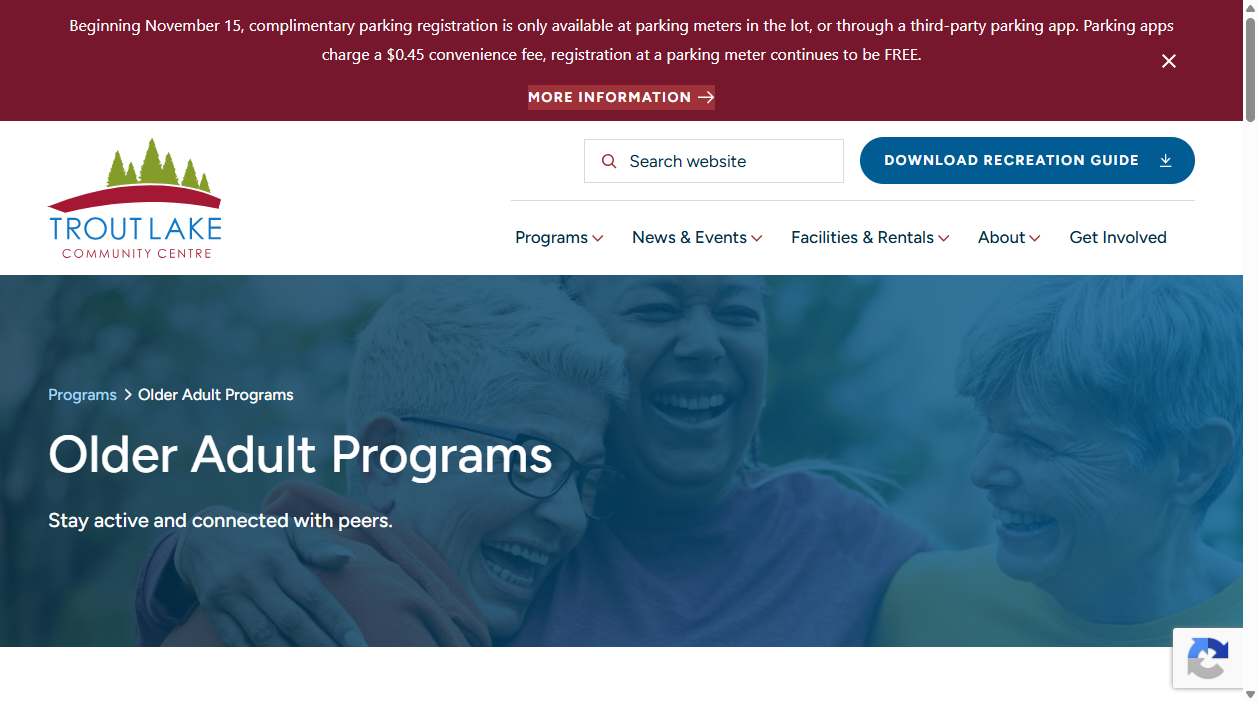 Beginning November 15, complimentary parking registration is only available at parking meters in the lot, or through a third-party parking app. Parking apps
charge a $0.45 convenience fee, registration at a parking meter continues to be FREE.
MORE INFORMATION
TROUT LAKE
COMMUNITY CENTRE
Search website
DOWNLOAD RECREATION GUIDE
Programs
News & Events
Facilities & Rentals
About
Get Involved
Programs > Older Adult Programs
Older Adult Programs
Stay active and connected with peers.